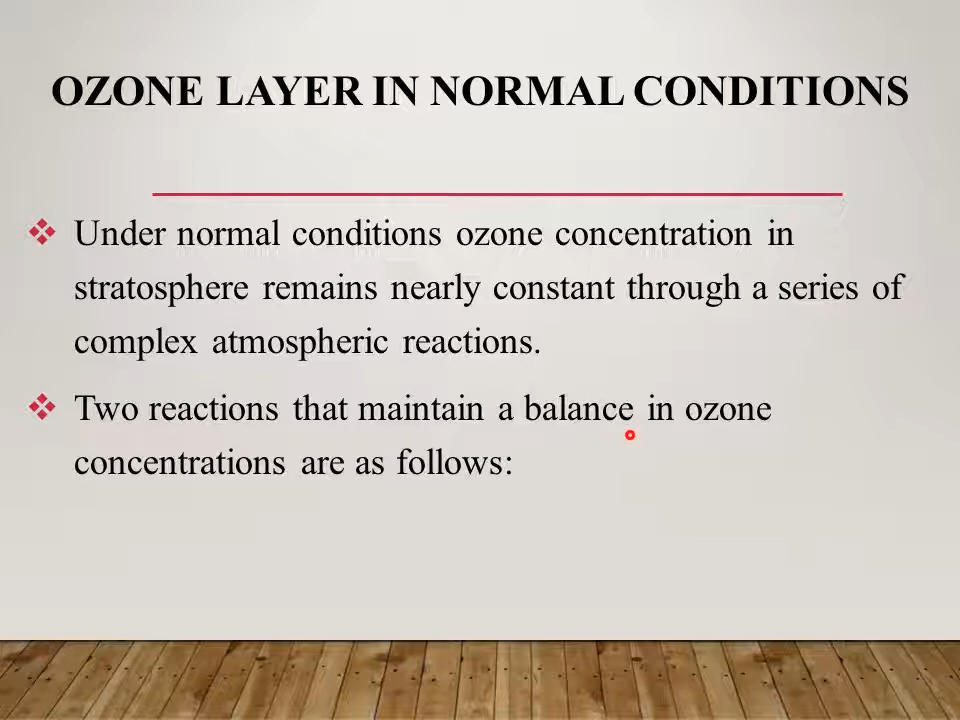 OZONE LAYER IN NORMAL CONDITIONS
Under normal conditions ozone concentration in
stratosphere remains nearly constant through a series of
complex atmospheric reactions.
Two reactions that maintain a balance in ozone
concentrations are as follows: